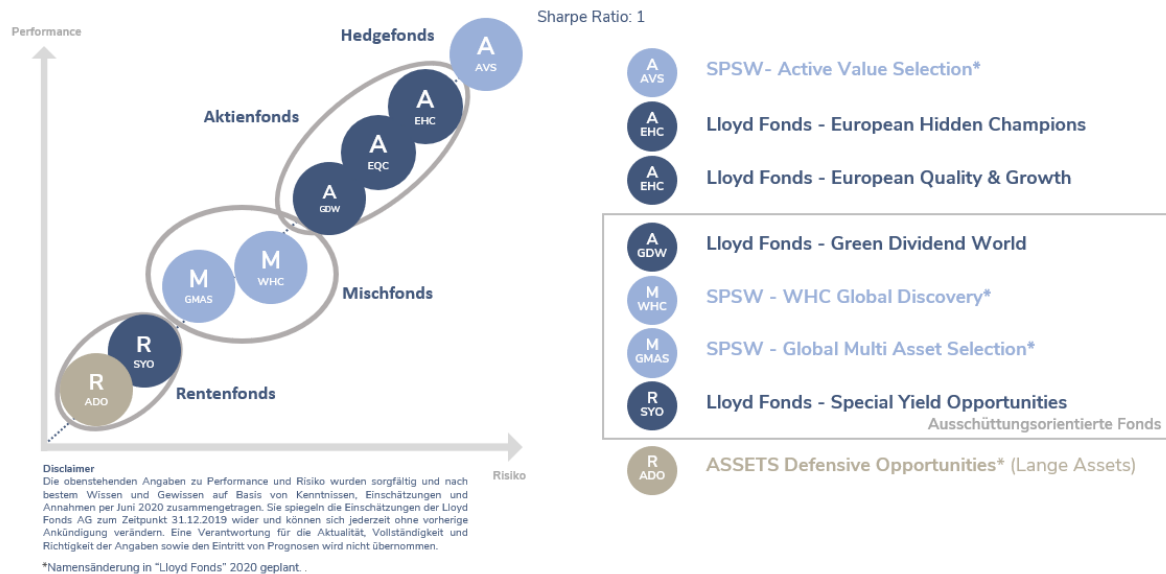 Sharpe Ratio: 1
Performance
Hedgefonds
A
AVS
Aktienfonds
A
EHC
A
EQC
A
GDW
M
GMAS
M
WHC
Mischfonds
R
SYO
R
ADO
Rentenfonds
Risiko
Disclaimer
Die obenstehenden Angaben zu Performance und Risiko wurden sorgfältig und nach
bestem Wissen und Gewissen auf Basis von Kenntnissen, Einschätzungen und
Annahmen per Juni 2020 zusammengetragen. Sie spiegeln die Einschätzungen der Lloyd
Fonds AG zum Zeitpunkt 31.12.2019 wider und können sich jederzeit ohne vorherige
Ankündigung verändern. Eine Verantwortung für die Aktualität, Vollständigkeit und
Richtigkeit der Angaben sowie den Eintritt von Prognosen wird nicht übernommen.
*Namensänderung in "Lloyd Fonds" 2020 geplant. .
A
AVS
SPSW- Active Value Selection*
A
EHC
Lloyd Fonds - European Hidden Champions
A
EHC
Lloyd Fonds - European Quality & Growth
A
GDW
Lloyd Fonds - Green Dividend World
M
WHC
SPSW - WHC Global Discovery*
M
GMAS
SPSW - Global Multi Asset Selection*
R
SYO
Lloyd Fonds - Special Yield Opportunities
Ausschüttungsorientierte Fonds
R
ADO
ASSETS Defensive Opportunities* (Lange Assets)